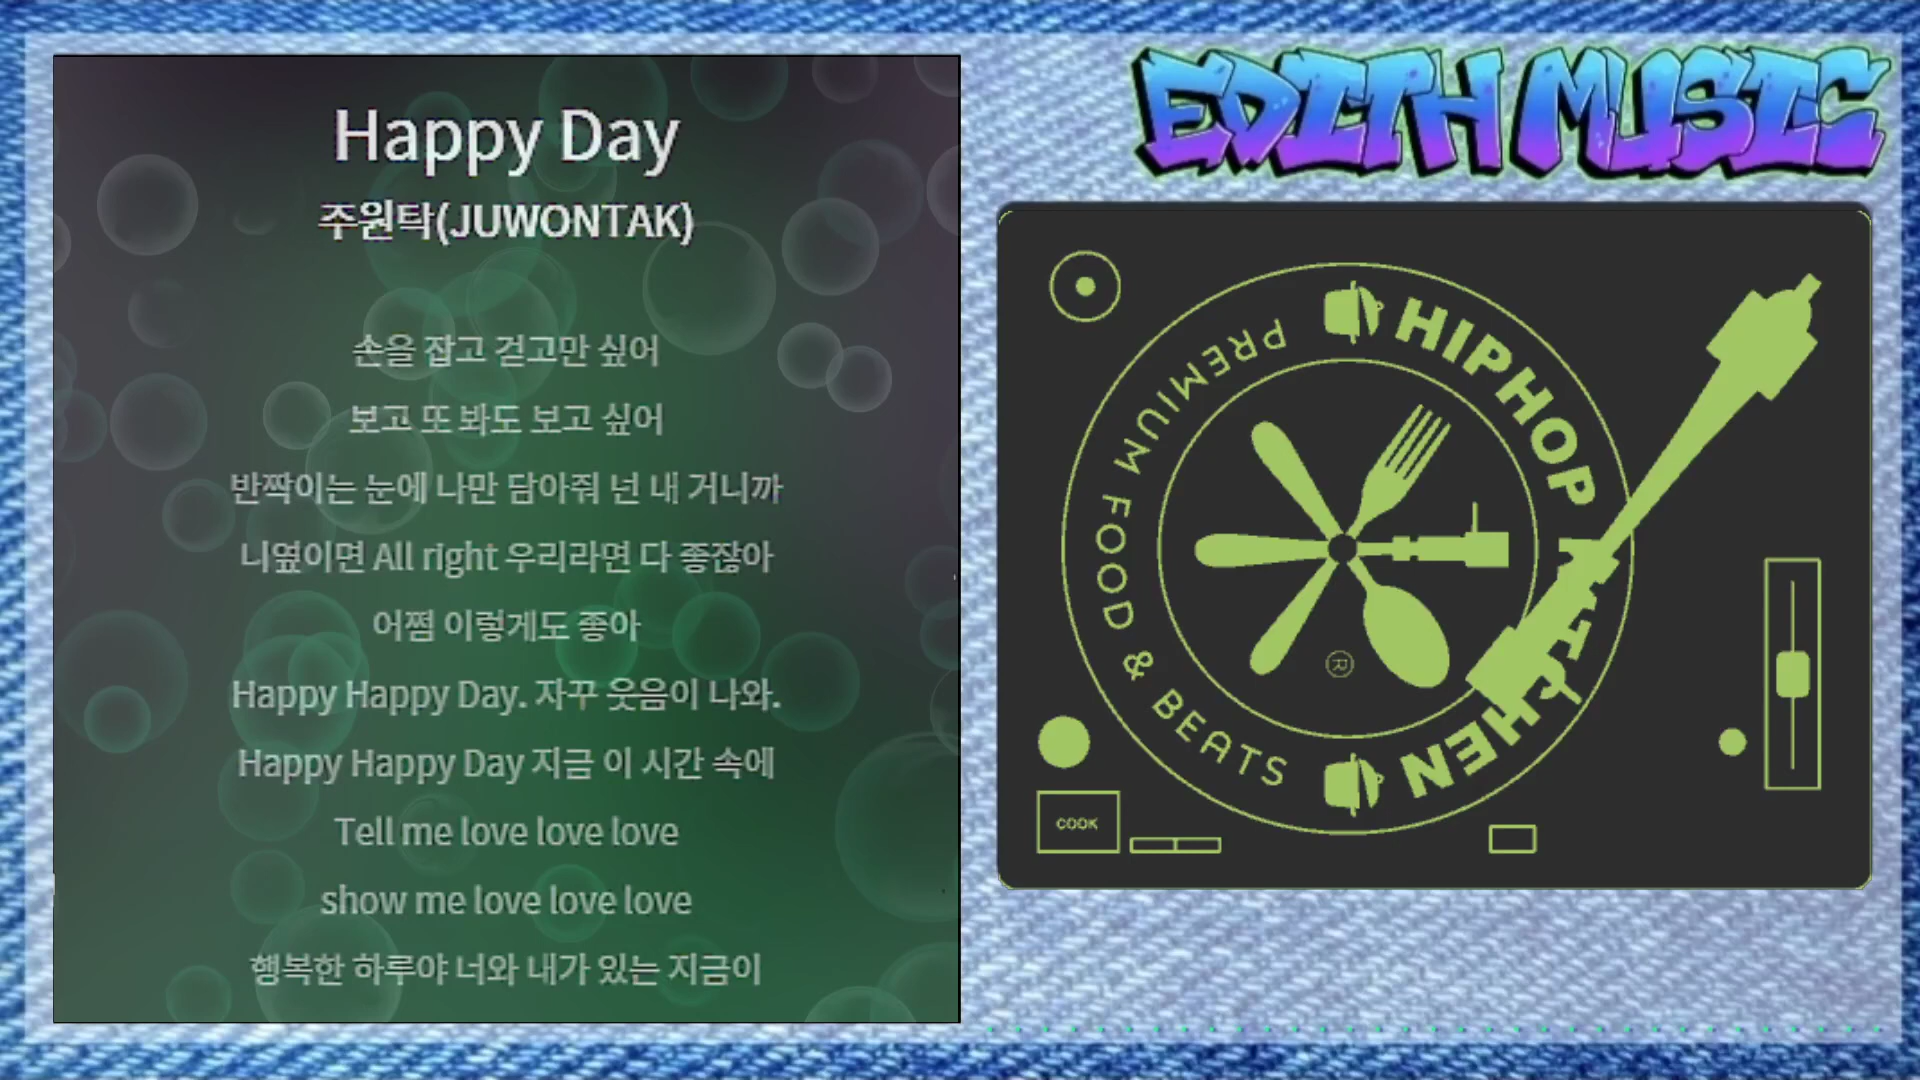 Happy Day
주원탁(JUWONTAK)
손을 잡고 걷고만 싶어
보고 또 봐도 보고 싶어
반짝이는 눈에 나만 담아줘 넌 내 거니까
니옆이면 All right 우리라면 다 좋잖아
어쩜 이렇게도 좋아
Happy Happy Day. 자꾸 웃음이 나와.
Happy Happy Day 지금 이 시간 속에
Tell me love love love
show me love love love
행복한 하루야 너와 내가 있는 지금이
EDITH MUSIC
HIPHOP KITCHEN
PREMIUM FOOD & BEATS
®
COOK